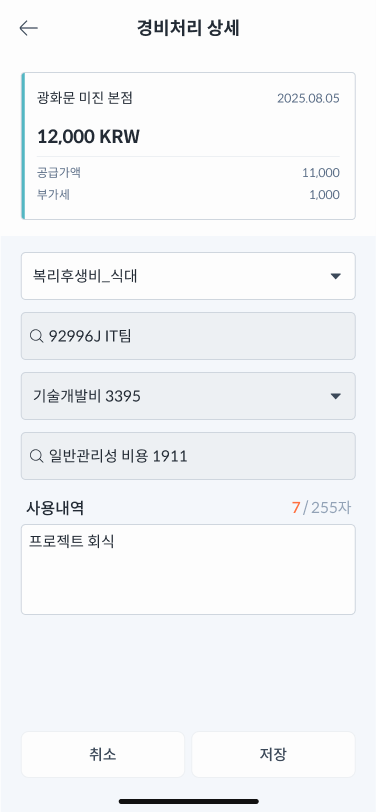 경비처리 상세
광화문 미진 본점 2025.08.05
12,000 KRW
공급가액 11,000
부가세 1,000
복리후생비_식대
92996J IT팀
기술개발비 3395
일반관리성 비용 1911
사용내역 7 / 255자
프로젝트 회식
취소 저장